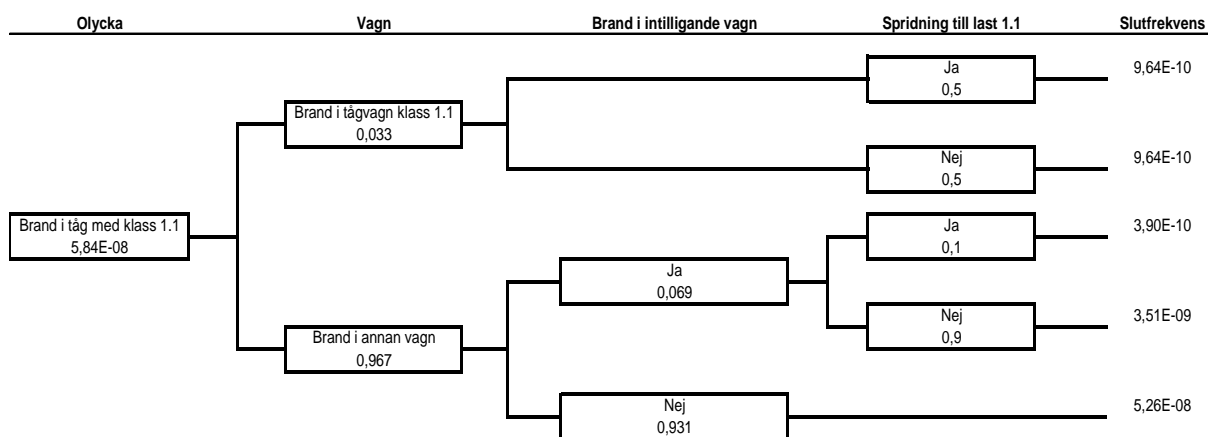 Olycka Vagn Brand i intilligande vagn Spridning till last 1.1 Slutfrekvens
Ja
0,5
9,64E-10
Brand i tågvagn klass 1.1
0,033
Nej
0,5
9,64E-10
Brand i tåg med klass 1.1
5,84E-08
Ja
0,1
3,90E-10
Ja
0,069
Nej
0,9
3,51E-09
Brand i annan vagn
0,967
Nej
0,931
5,26E-08